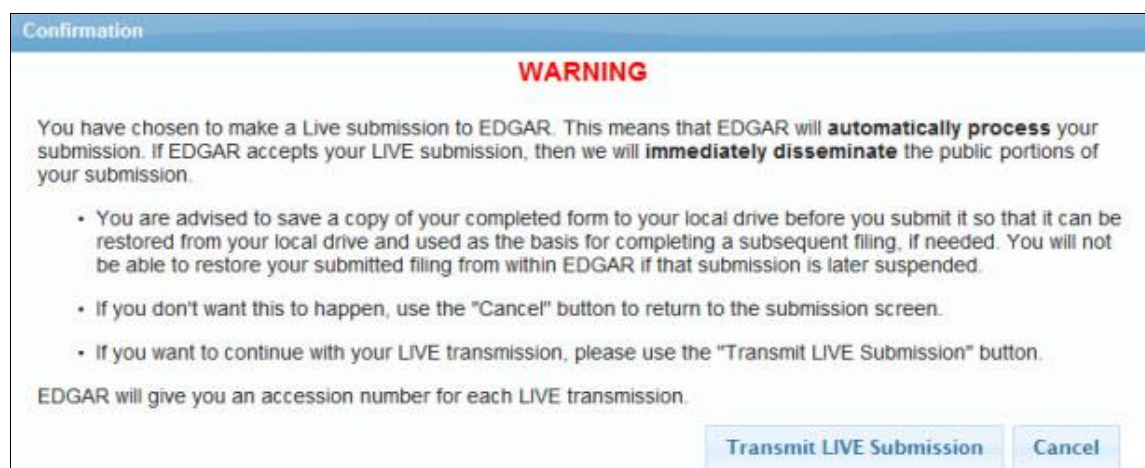 Confirmation
WARNING
You have chosen to make a Live submission to EDGAR. This means that EDGAR will automatically process your
submission. If EDGAR accepts your LIVE submission, then we will immediately disseminate the public portions of
your submission.
• You are advised to save a copy of your completed form to your local drive before you submit it so that it can be
restored from your local drive and used as the basis for completing a subsequent filing, if needed. You will not
be able to restore your submitted filing from within EDGAR if that submission is later suspended.
• If you don't want this to happen, use the "Cancel" button to return to the submission screen.
• If you want to continue with your LIVE transmission, please use the "Transmit LIVE Submission" button.
EDGAR will give you an accession number for each LIVE transmission.
Transmit LIVE Submission Cancel